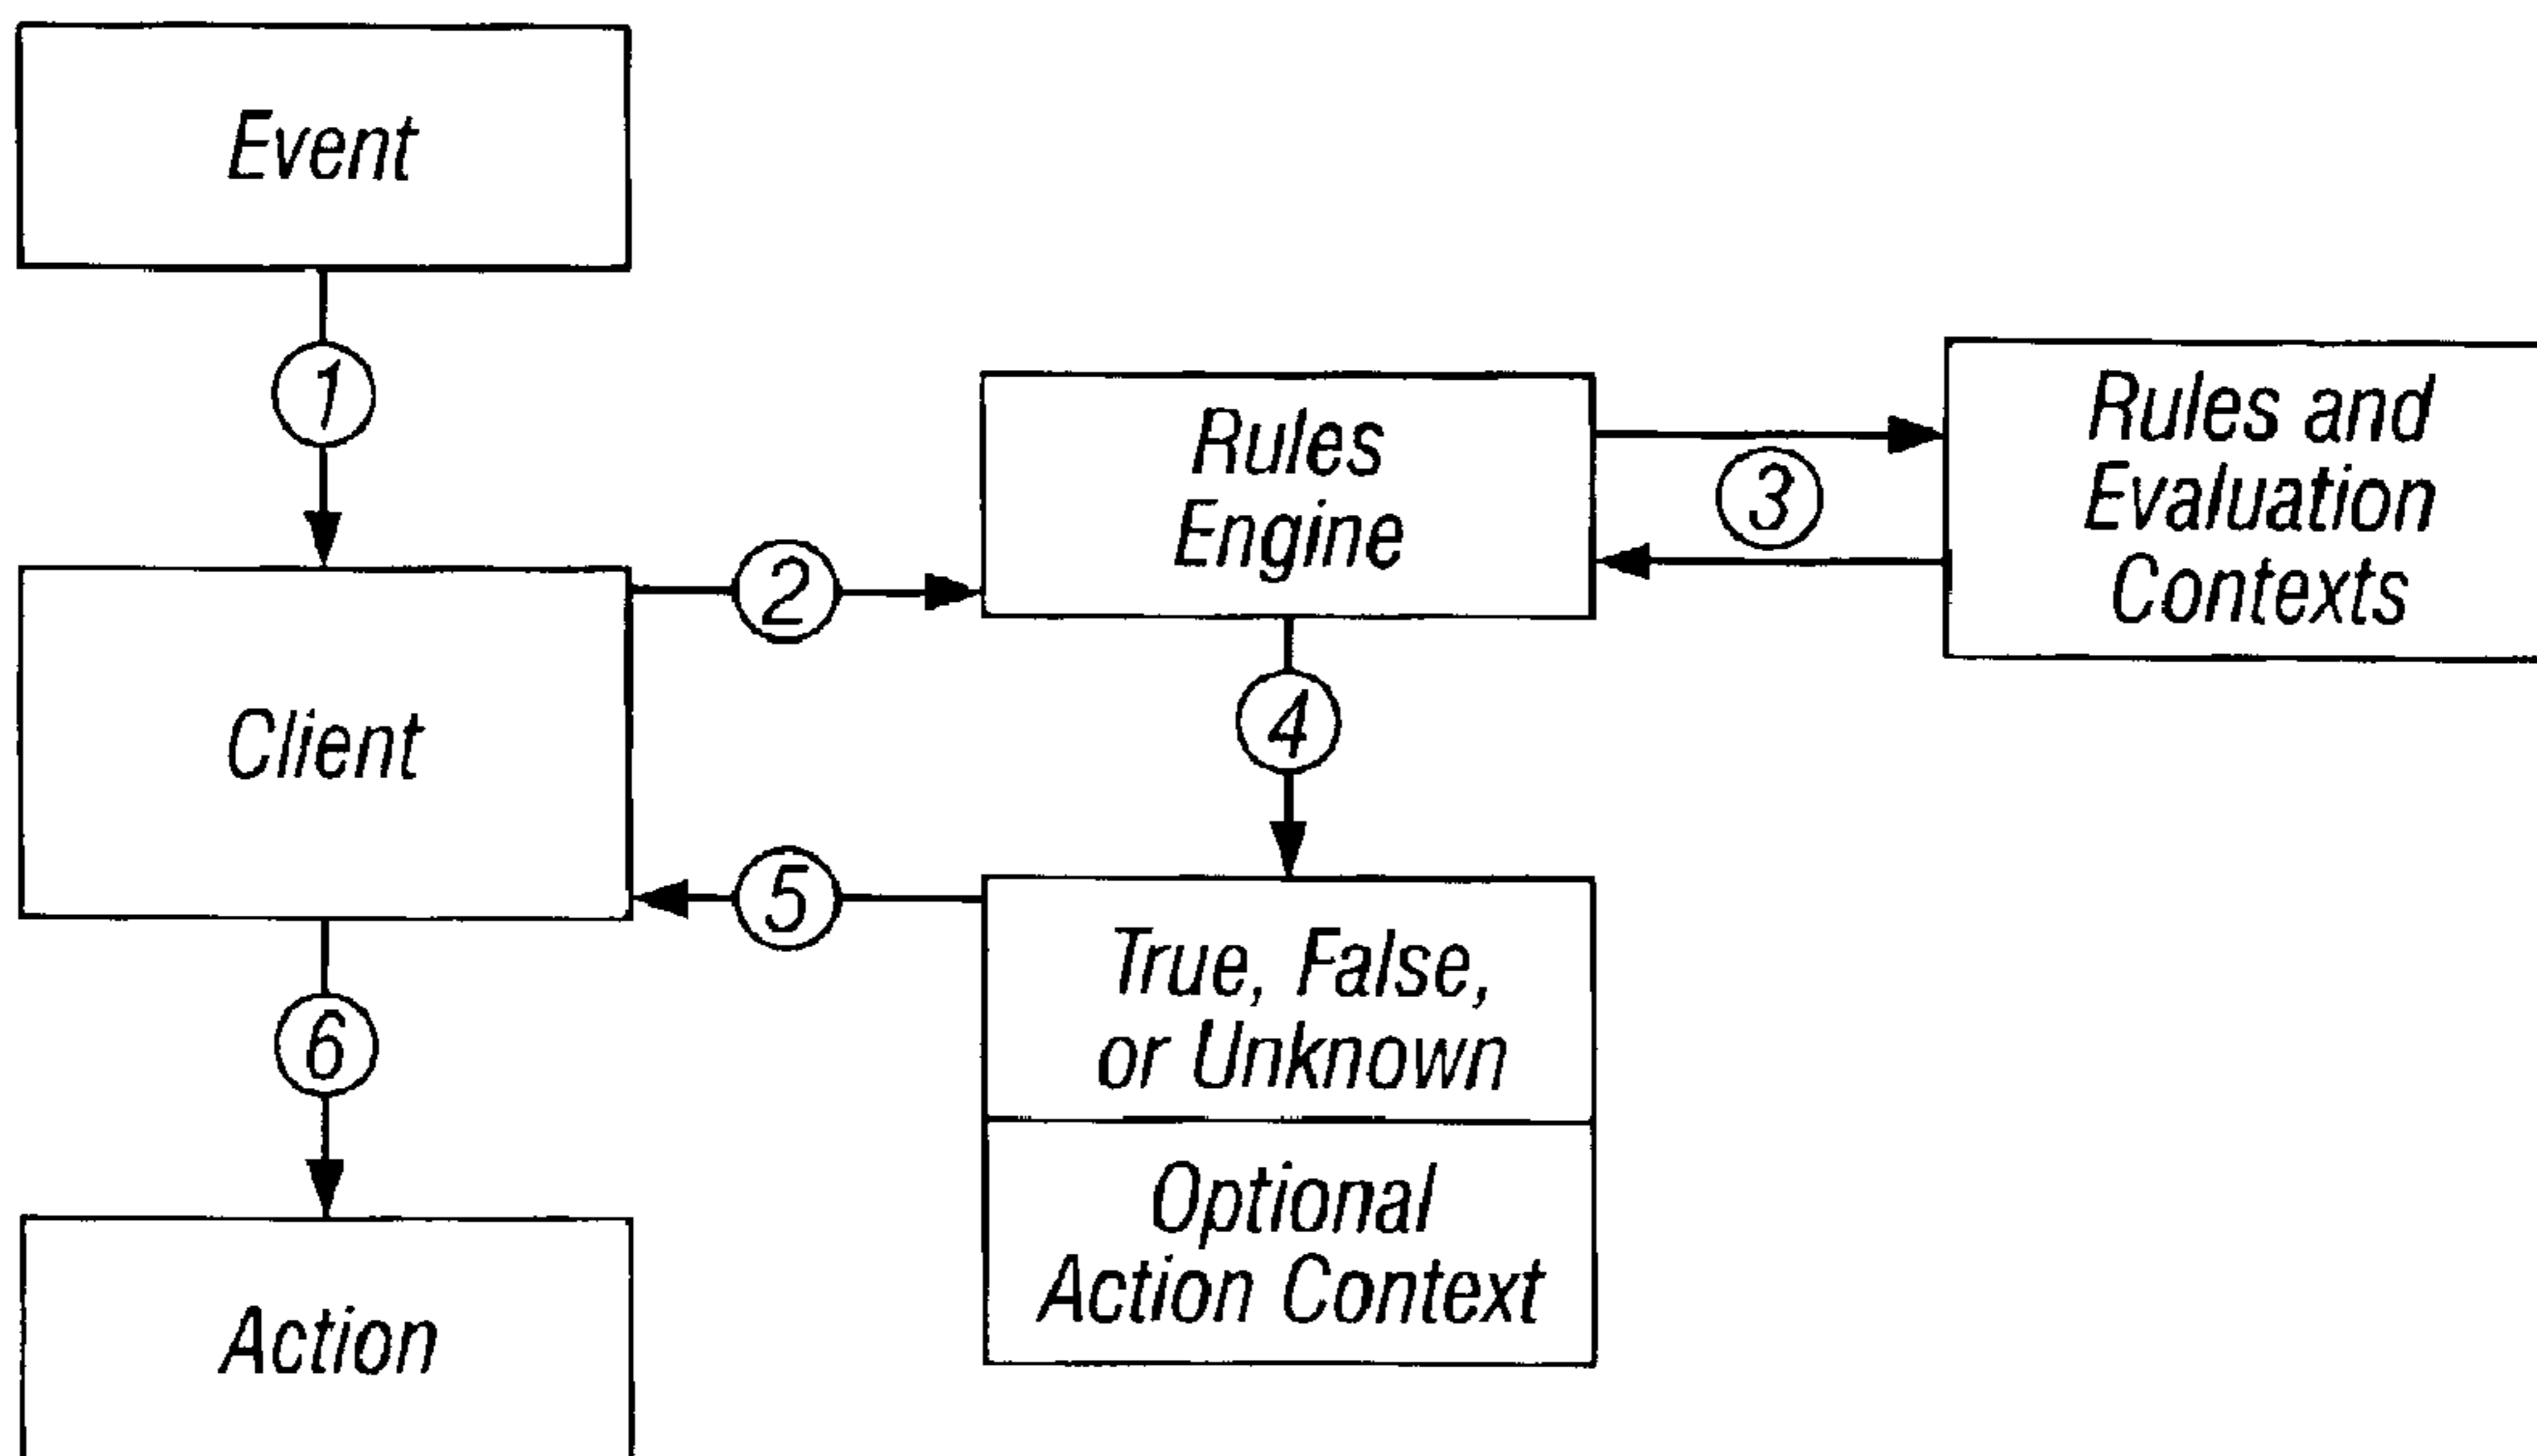 Event
1
Client
2
Rules
Engine
3
Rules and
Evaluation
Contexts
4
True, False,
or Unknown
Optional
Action Context
5
6
Action